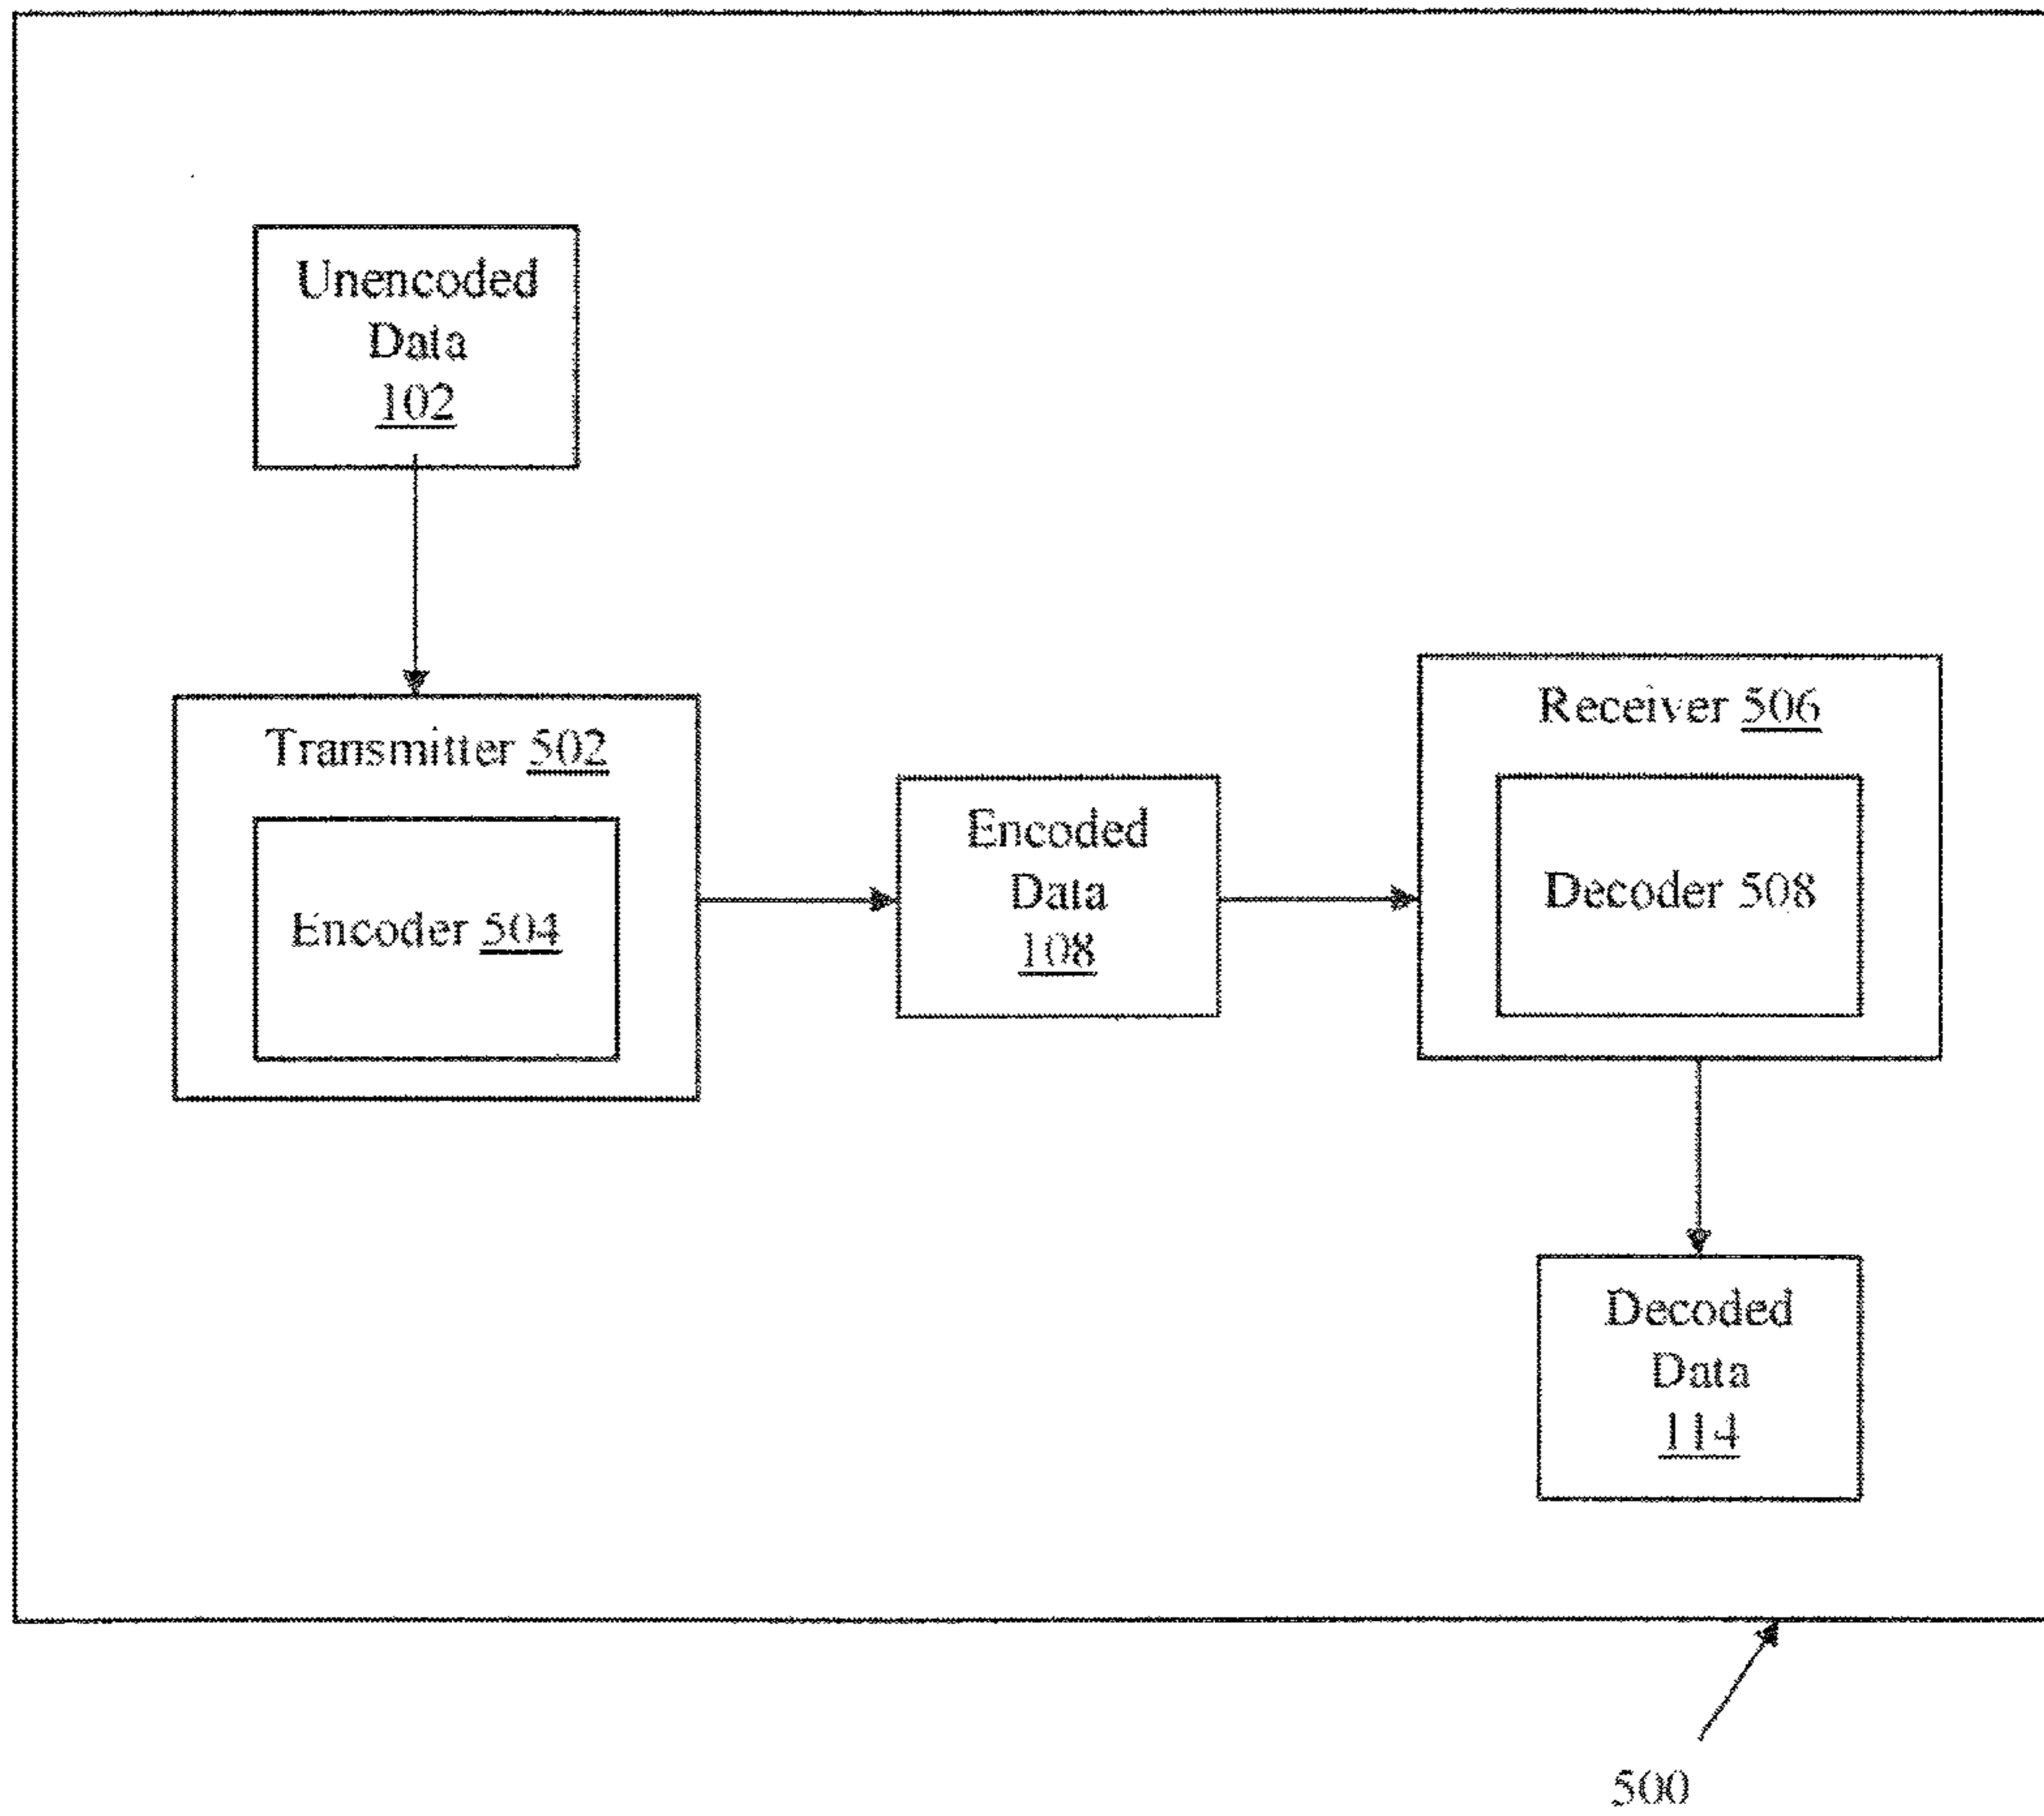 Unencoded
Data
102
Transmitter 502
Encoder 504
Encoded
Data
108
Receiver 506
Decoder 508
Decoded
Data
114
500